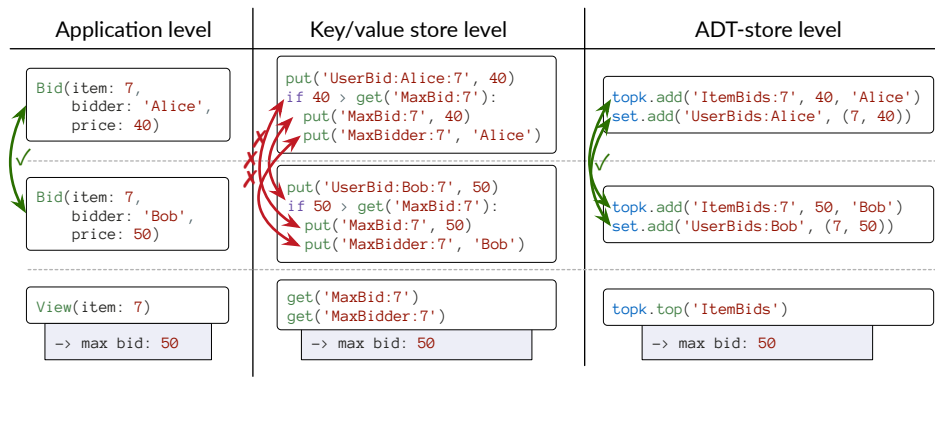 Application level
Key/value store level
ADT-store level
Bid(item: 7,
bidder: 'Alice',
price: 40)
put('UserBid:Alice:7', 40)
if 40 > get('MaxBid:7'):
put('MaxBid:7', 40)
put('MaxBidder:7', 'Alice')
topk.add('ItemBids:7', 40, 'Alice')
set.add('UserBids:Alice', (7, 40))
✓
✗
✗
✗
✓
Bid(item: 7,
bidder: 'Bob',
price: 50)
put('UserBid:Bob:7', 50)
if 50 > get('MaxBid:7'):
put('MaxBid:7', 50)
put('MaxBidder:7', 'Bob')
topk.add('ItemBids:7', 50, 'Bob')
set.add('UserBids:Bob', (7, 50))
View(item: 7)
-> max bid: 50
get('MaxBid:7')
get('MaxBidder:7')
-> max bid: 50
topk.top('ItemBids')
-> max bid: 50